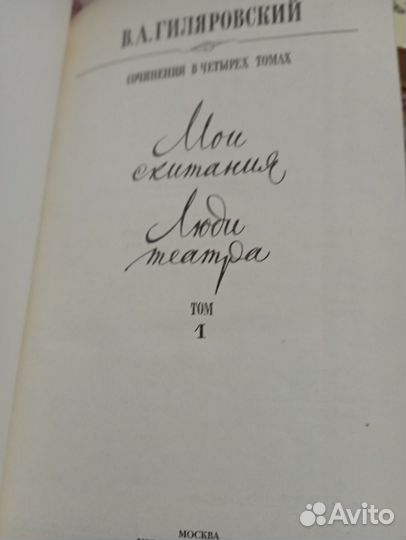 В.А.ГИЛЯРОВСКИЙ
СОЧИНЕНИЯ В ЧЕТЫРЕХ ТОМАХ
Мои
скитания
Люди
театра
ТОМ
1
МОСКВА
Avito